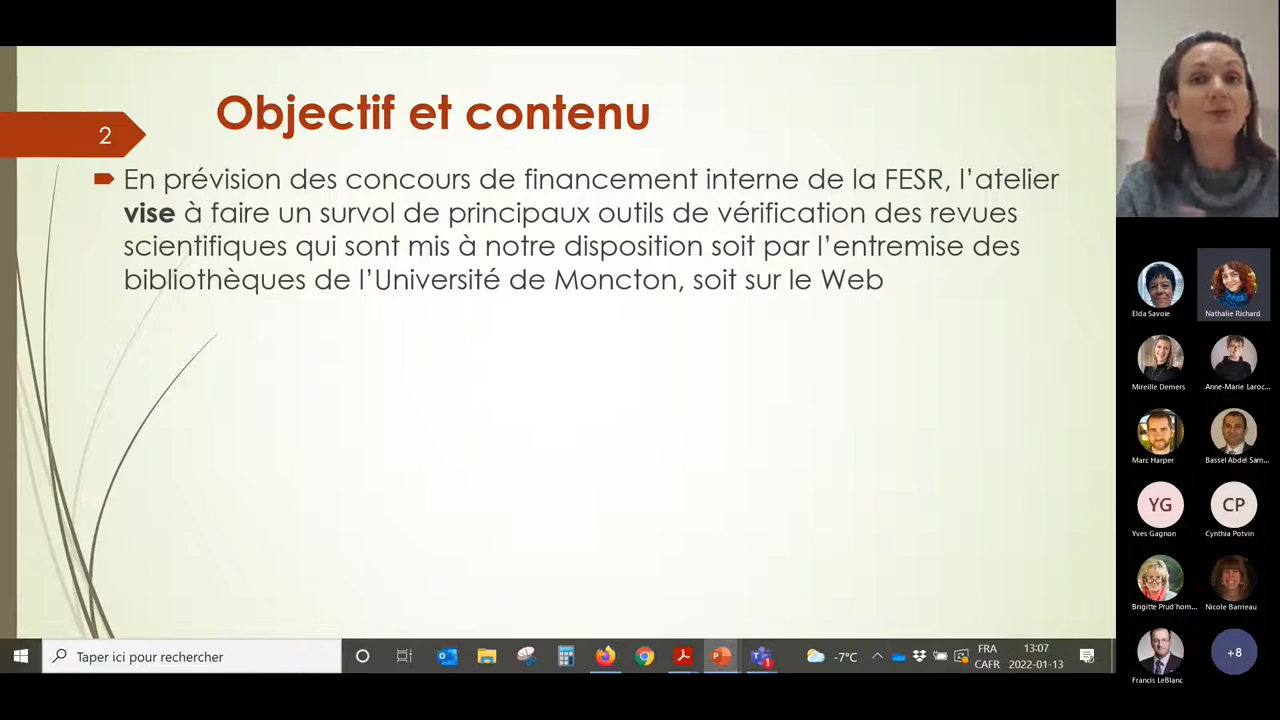 2
Objectif et contenu
En prévision des concours de financement interne de la FESR, l’atelier
vise à faire un survol de principaux outils de vérification des revues
scientifiques qui sont mis à notre disposition soit par l’entremise des
bibliothèques de l’Université de Moncton, soit sur le Web
Elda Savoie
Nathalie Richard
Mireille Demers
Anne-Marie Laroc...
Marc Harper
Bassel Abdel Sam...
YG
CP
Yves Gagnon
Cynthia Potvin
Brigitte Prud'hom...
Nicole Barrieau
Francis LeBlanc
+8
Taper ici pour rechercher
-7°C
FRA
CAFR
13:07
2022-01-13